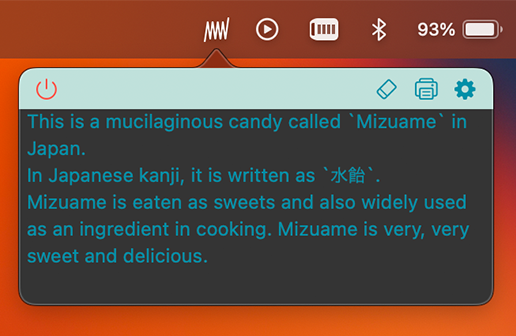 93%
This is a mucilaginous candy called `Mizuame` in
Japan.
In Japanese kanji, it is written as `水飴`.
Mizuame is eaten as sweets and also widely used
as an ingredient in cooking. Mizuame is very, very
sweet and delicious.